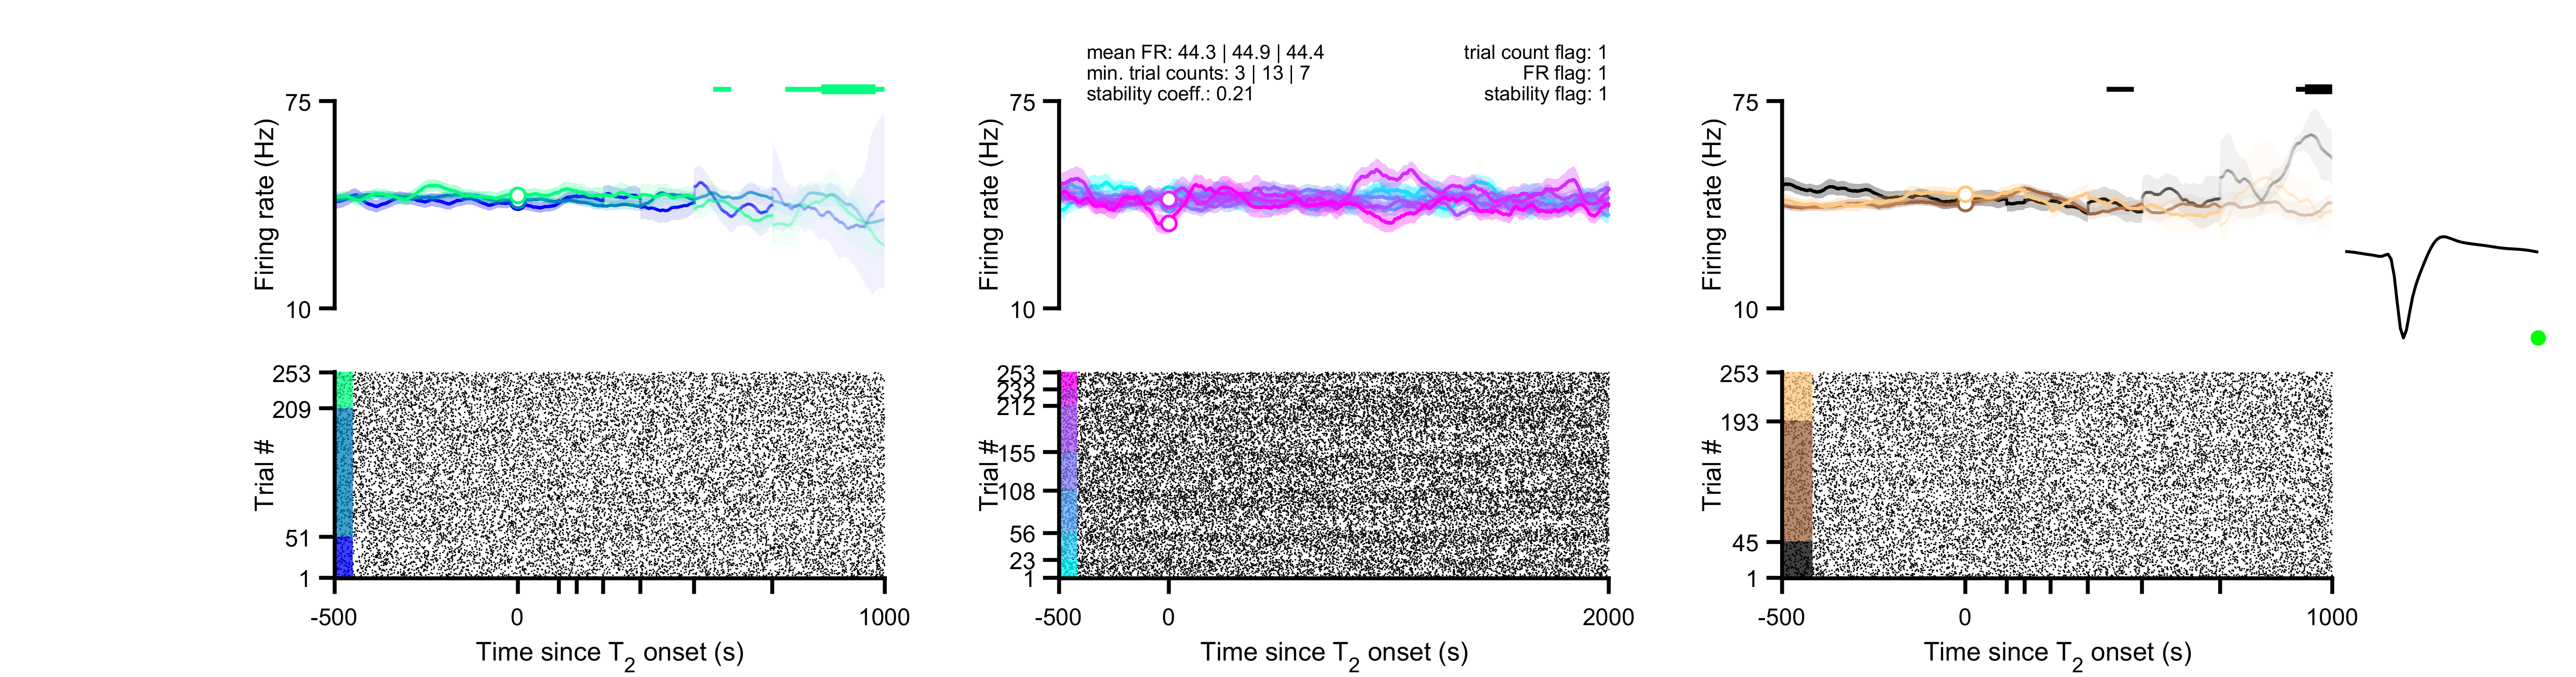 mean FR: 44.3 | 44.9 | 44.4
min. trial counts: 3 | 13 | 7
stability coeff.: 0.21
trial count flag: 1
FR flag: 1
stability flag: 1
75
Firing rate (Hz)
10
75
Firing rate (Hz)
10
75
Firing rate (Hz)
10
253
209
Trial #
51
1
-500
0
1000
Time since T2 onset (s)
253
232
212
155
Trial #
108
56
23
1
-500
0
2000
Time since T2 onset (s)
253
193
Trial #
45
1
-500
0
1000
Time since T2 onset (s)